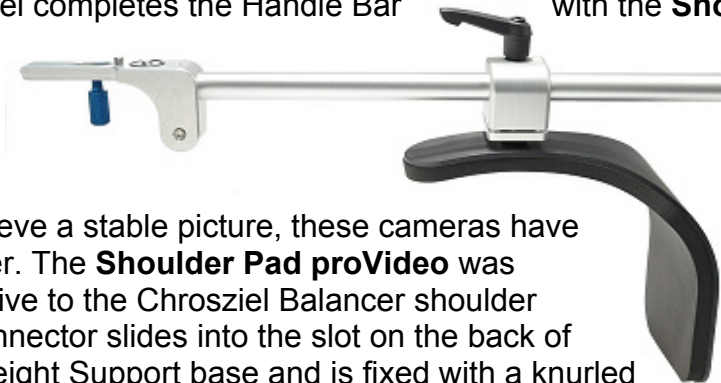 el completes the Handle Bar with the Sho
eve a stable picture, these cameras have
er. The Shoulder Pad proVideo was
ive to the Chrosziel Balancer shoulder
nnector slides into the slot on the back of
eight Support base and is fixed with a knurled